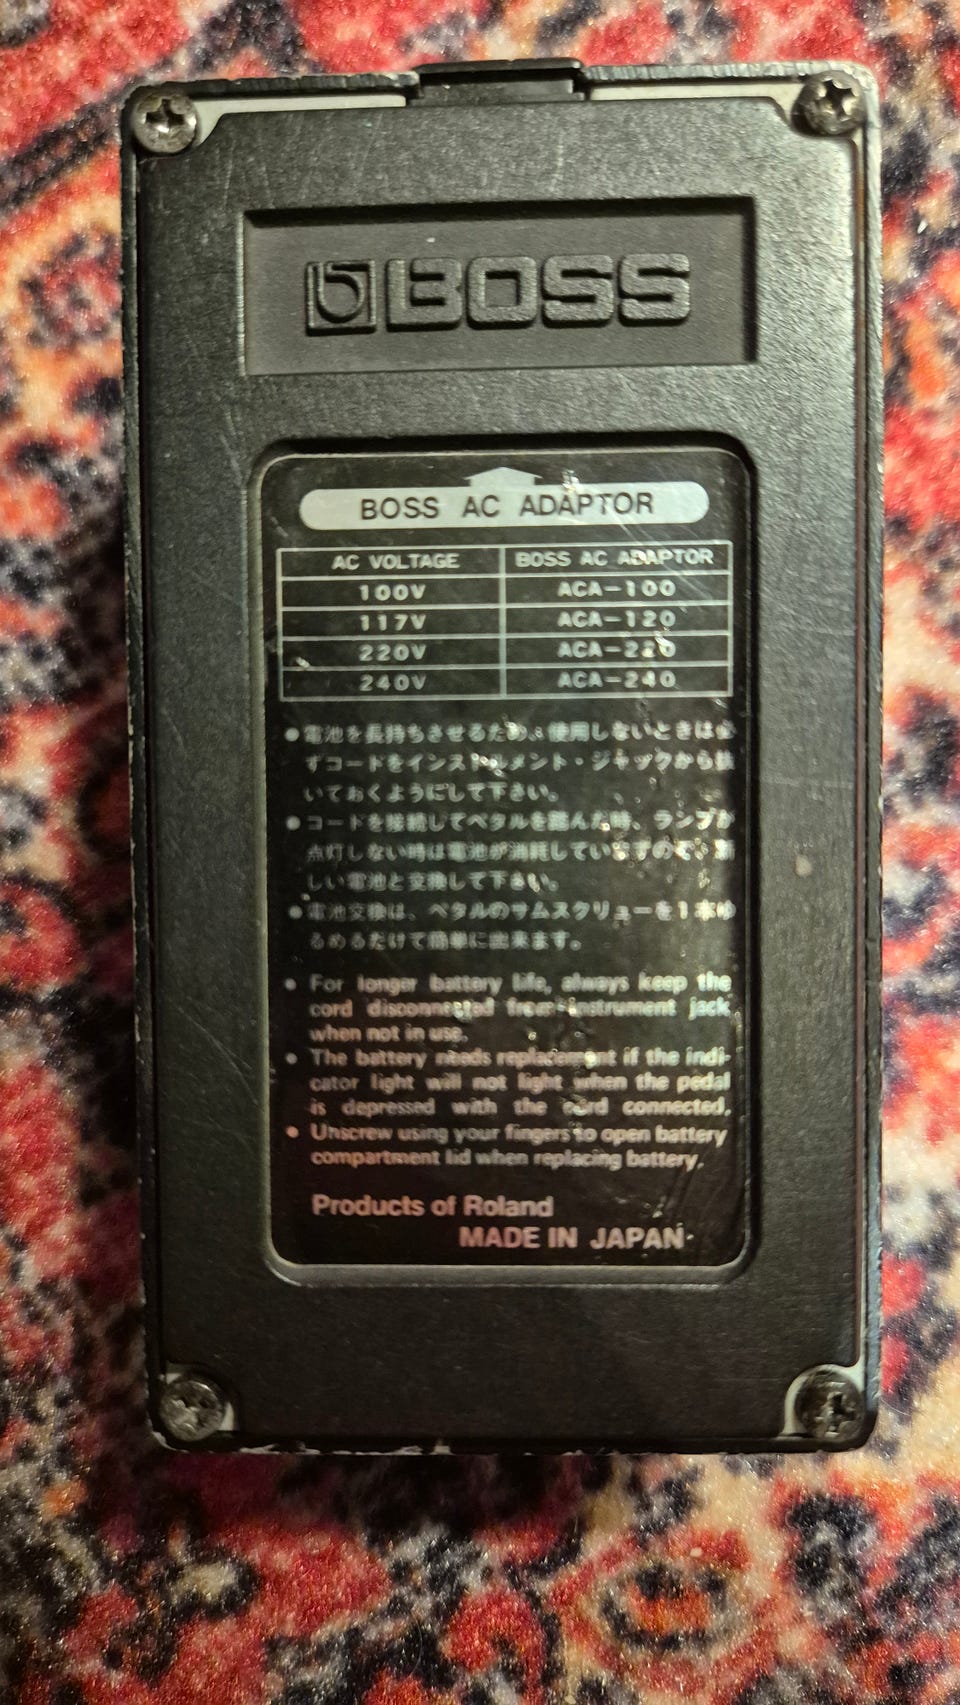 BOSS
BOSS AC ADAPTOR
AC VOLTAGE BOSS AC ADAPTOR
100V ACA-100
117V ACA-120
220V ACA-220
240V ACA-240
●電池を長持ちさせるため、使用しないときは必
ずコードをインストルメント・ジャックから抜
いておくようにして下さい。
●コードを接続してペダルを踏んだ時、ランプが
点灯しない時は電池が消耗していますので、新
しい電池と交換して下さい。
●電池交換は、ペダルのサムスクリューを1本ゆ
るめるだけで簡単に出来ます。
● For longer battery life, always keep the
cord disconnected from instrument jack
when not in use.
● The battery needs replacement if the indi-
cator light will not light when the pedal
is depressed with the cord connected.
● Unscrew using your fingers to open battery
compartment lid when replacing battery.
Products of Roland
MADE IN JAPAN